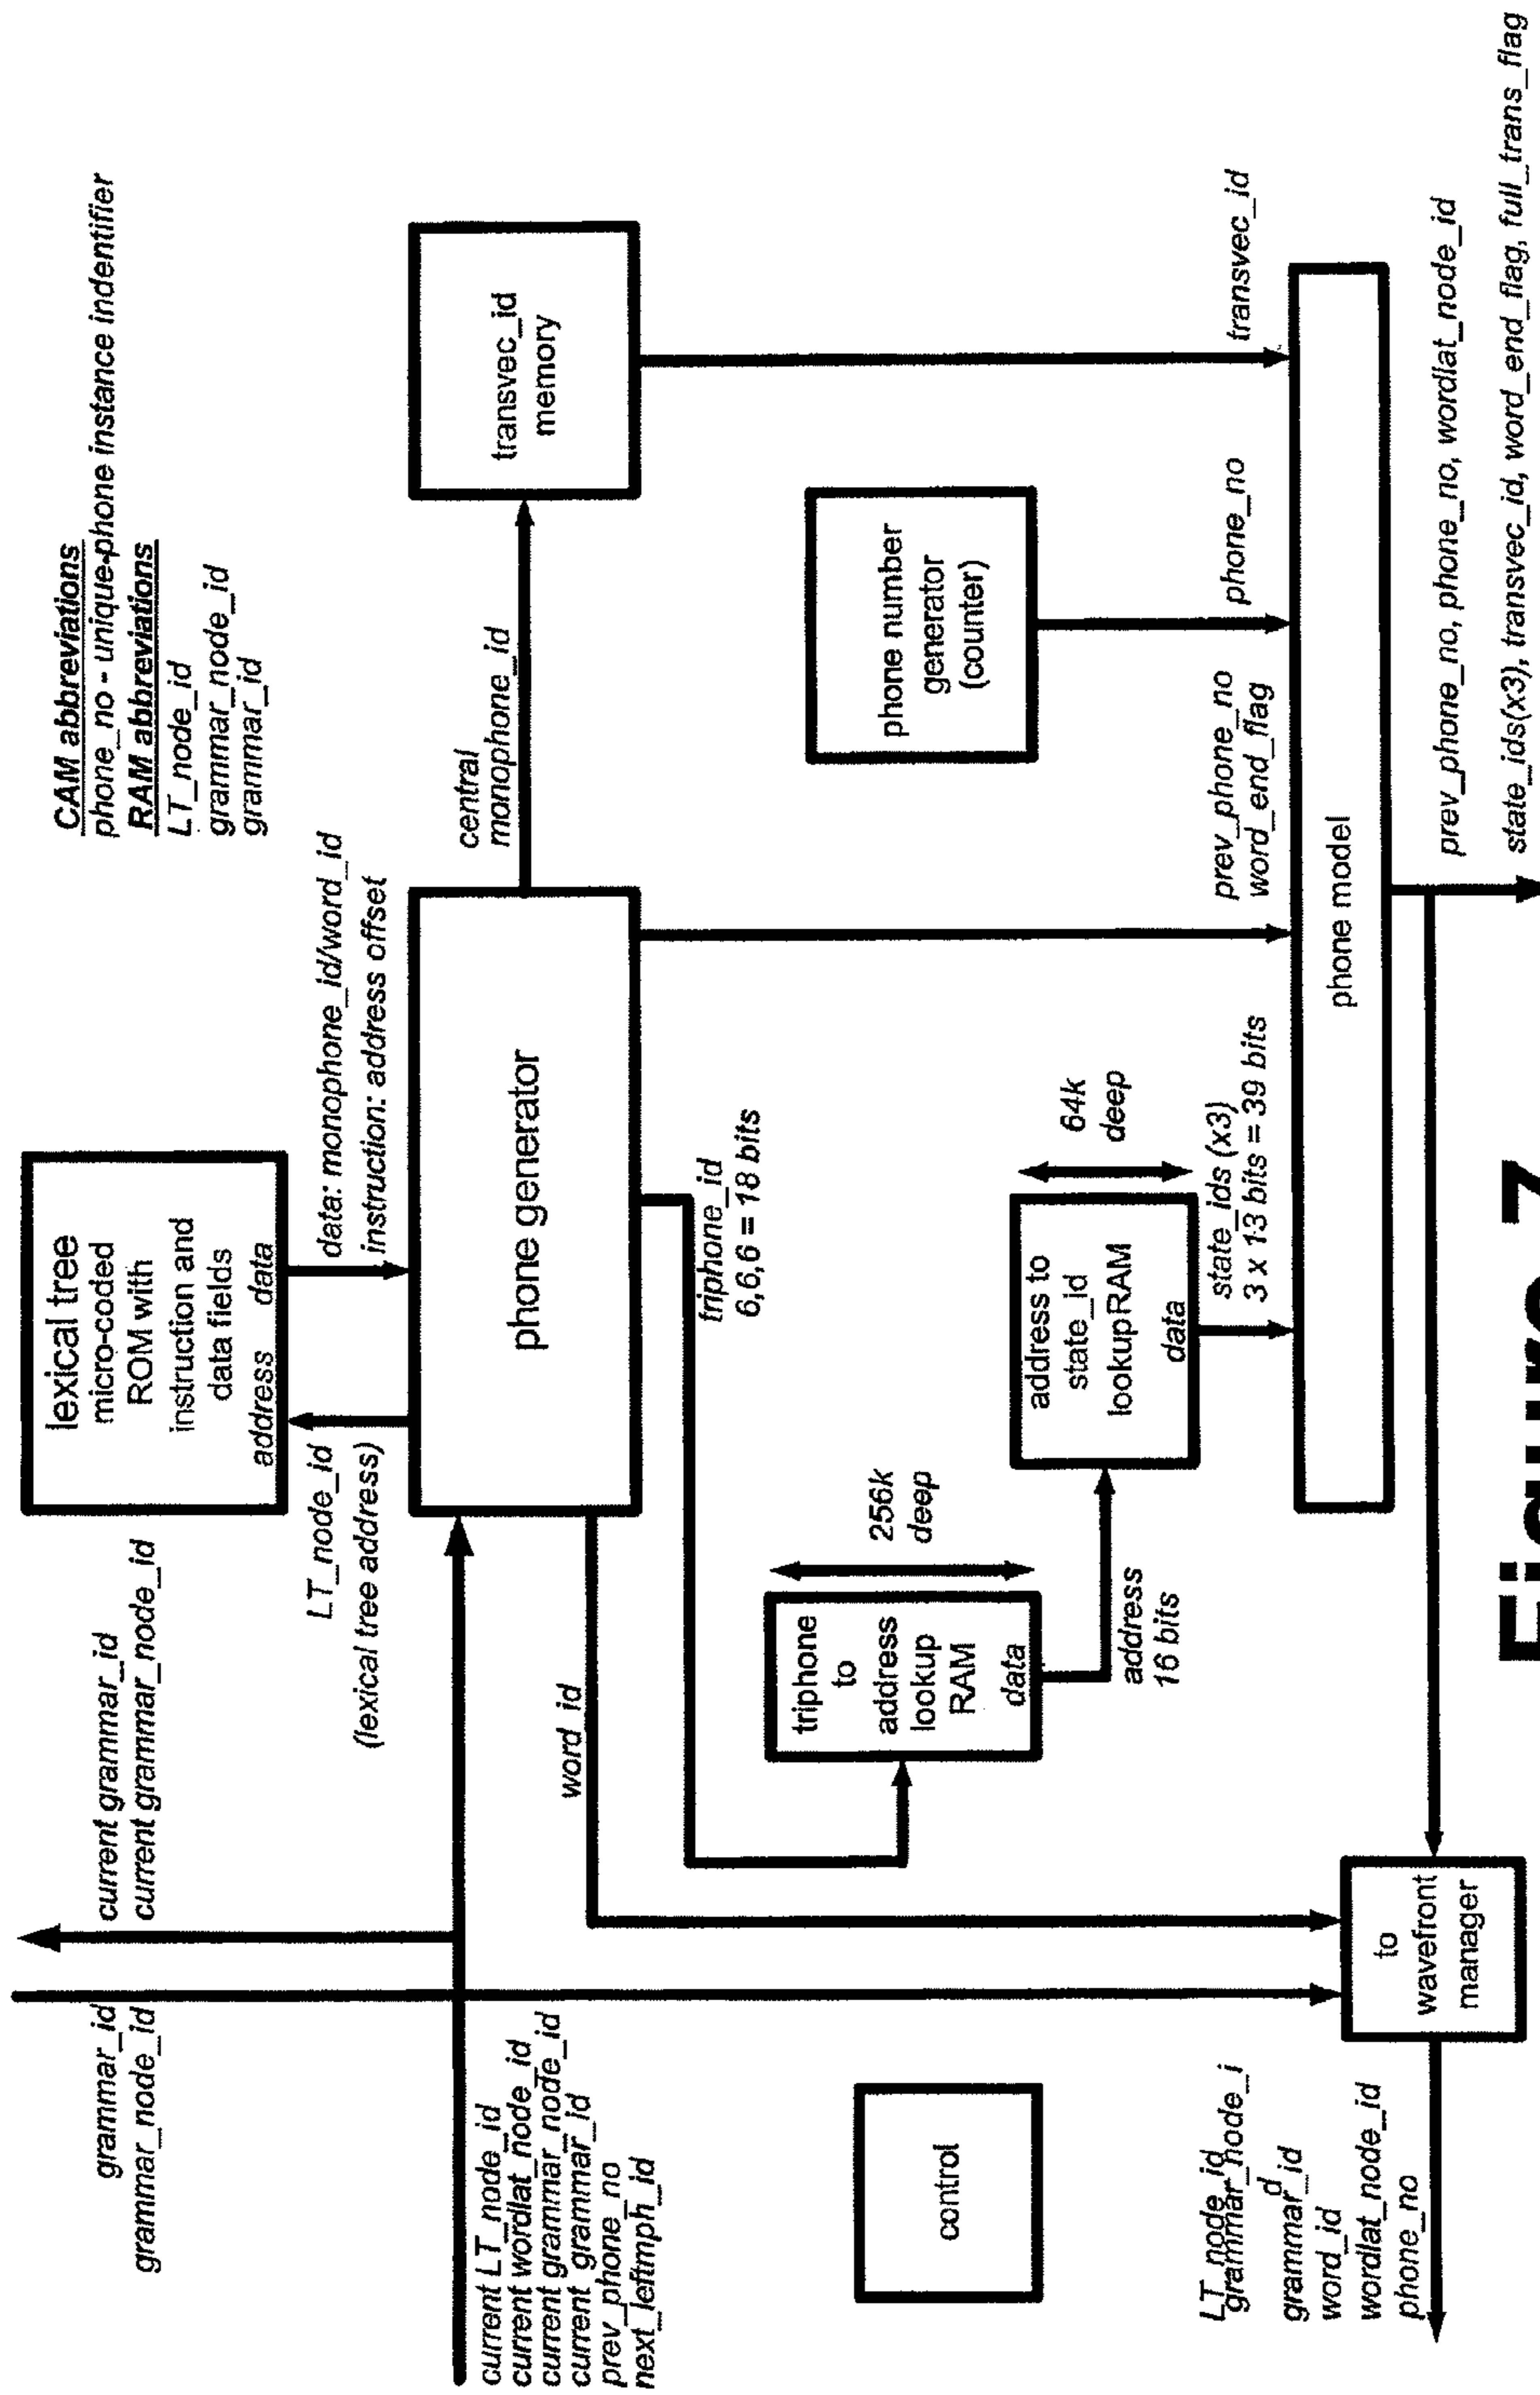 CAM abbreviations
phone_no - unique-phone instance indentifier
RAM abbreviations
LT_node_id
grammar_node_id
grammar_id
grammar_id
grammar_node_id
current grammar_id
current grammar_node_id
lexical tree
micro-coded
ROM with
instruction and
data fields
address data
LT_node_id
(lexical tree address)
data: monophone_id/word_id
instruction: address offset
current LT_node_id
current wordlat_node_id
current grammar_node_id
current grammar_id
prev_phone_no
next_leftmph_id
phone generator
central
monophone_id
transvec_id
memory
word_id
triphone_id
6,6,6 = 18 bits
triphone
to
address
lookup
RAM
data
256k
deep
address
16 bits
address to
state_id
lookupRAM
data
64k
deep
state_ids (x3)
3 x 13 bits = 39 bits
phone number
generator
(counter)
prev_phone_no
word_end_flag
phone_no
transvec_id
control
phone model
to
wavefront
manager
LT_node_id
grammar_node_i
d
grammar_id
word_id
wordlat_node_id
phone_no
prev_phone_no, phone_no, wordlat_node_id
state_ids(x3), transvec_id, word_end_flag, full_trans_flag
Figure 7